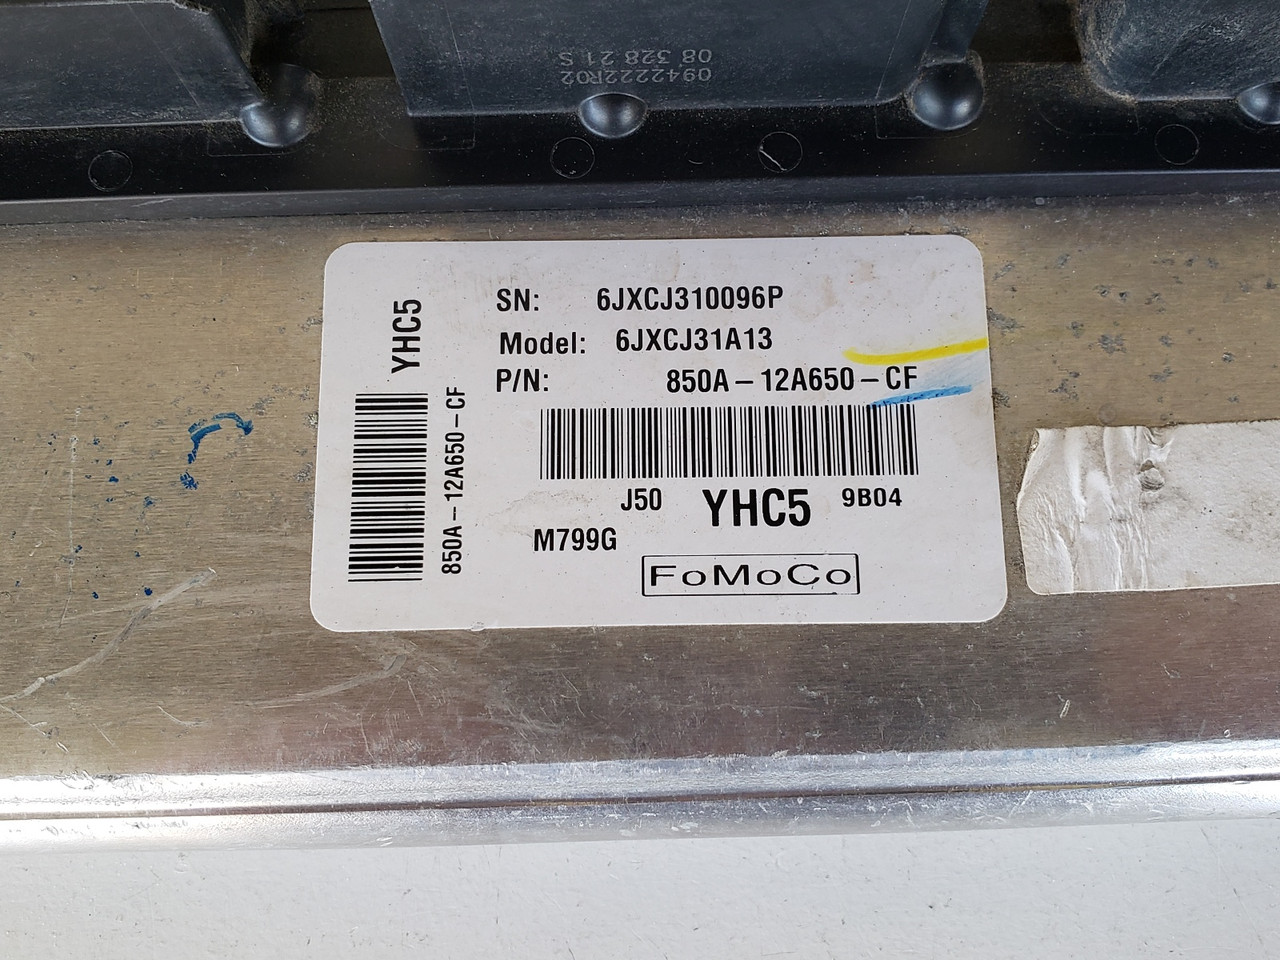 0942222R02
08 328 21 S
YHC5
850A-12A650-CF
SN: 6JXCJ310096P
Model: 6JXCJ31A13
P/N: 850A-12A650-CF
J50 YHC5 9B04
M799G
FoMoCo